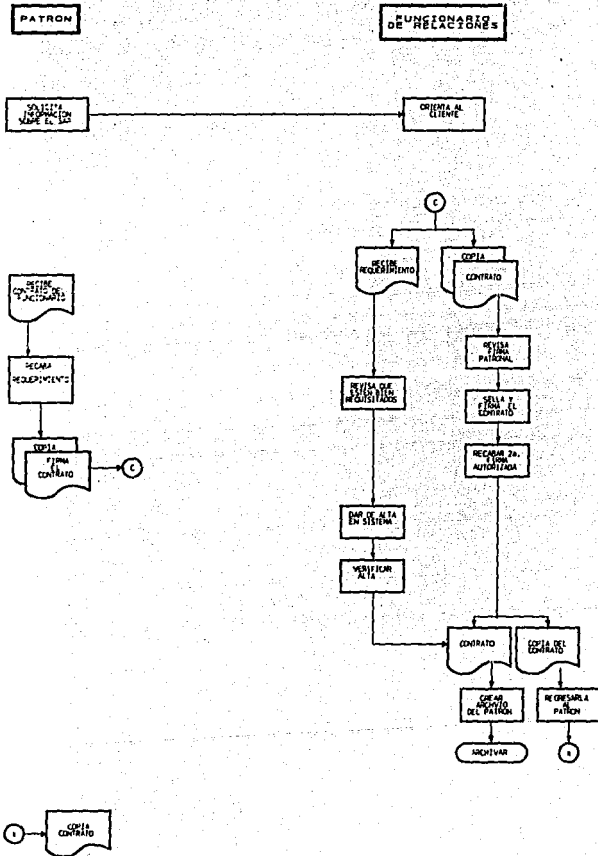 PATRON
FUNCIONARIO
DE RELACIONES
SOLICITA
INFORMACION
SOBRE EL SAR
ORIENTA AL
CLIENTE
C
RECIBE
REQUERIMIENTO
COPIA
CONTRATO
RECIBE
CONTRATO DEL
FUNCIONARIO
REVISA
FIRMA
PATRONAL
RECABA
REQUERIMIENTO
REVISA QUE
ESTEN BIEN
REQUISITADOS
SELLA Y
FIRMA EL
CONTRATO
COPIA
FIRMA
EL
CONTRATO
C
RECABAR 2a.
FIRMA
AUTORIZADA
DAR DE ALTA
EN SISTEMA
VERIFICAR
ALTA
CONTRATO
COPIA DEL
CONTRATO
CREAR
ARCHIVO
DEL PATRON
REGRESARLA
AL
PATRON
ARCHIVAR
COPIA
CONTRATO